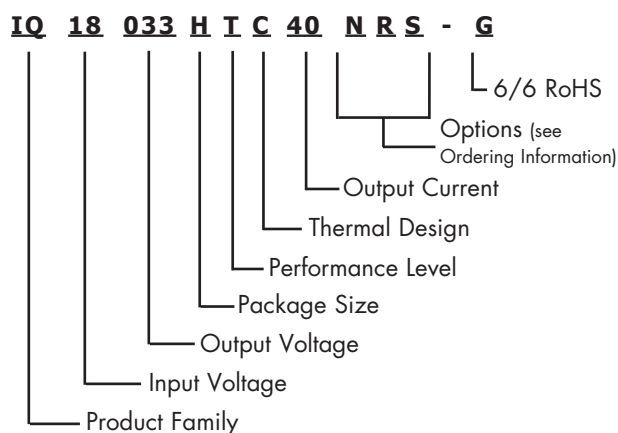 IQ 18 033 H T C 40 N R S - G
6/6 RoHS
Options (see
Ordering Information)
Output Current
Thermal Design
Performance Level
Package Size
Output Voltage
Input Voltage
Product Family